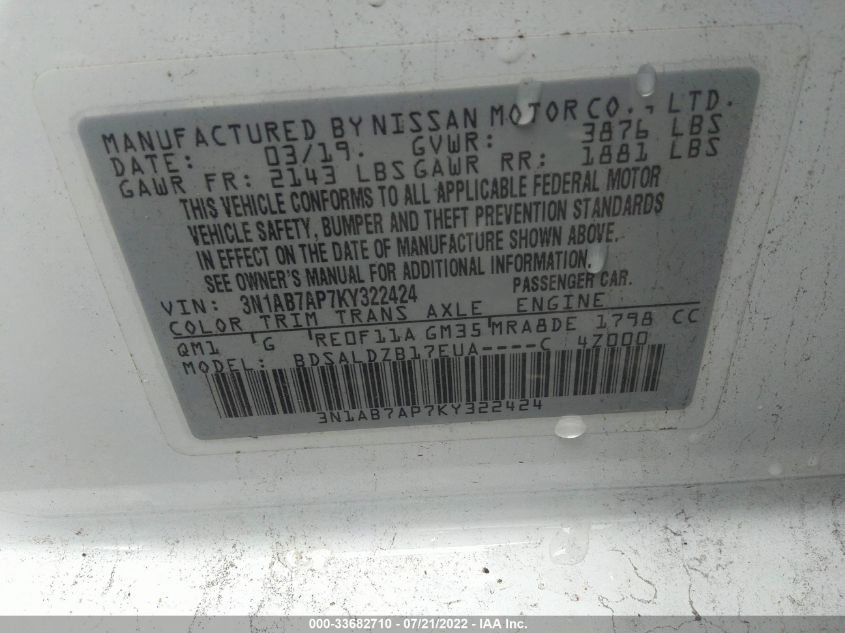 MANUFACTURED BY NISSAN MOTOR CO., LTD.
DATE: 03/19. GVWR: 3876 LBS
GAWR FR: 2143 LBS GAWR RR: 1881 LBS
THIS VEHICLE CONFORMS TO ALL APPLICABLE FEDERAL MOTOR
VEHICLE SAFETY, BUMPER AND THEFT PREVENTION STANDARDS
IN EFFECT ON THE DATE OF MANUFACTURE SHOWN ABOVE.
SEE OWNER'S MANUAL FOR ADDITIONAL INFORMATION.
VIN: 3N1AB7AP7KY322424 PASSENGER CAR.
COLOR TRIM TRANS AXLE ENGINE
QM1 G RE0F11A GM35 MRA8DE 1798 CC
MODEL: BDSALDZB17EUA----C 4Z000
3N1AB7AP7KY322424
000-33682710 - 07/21/2022 - IAA Inc.